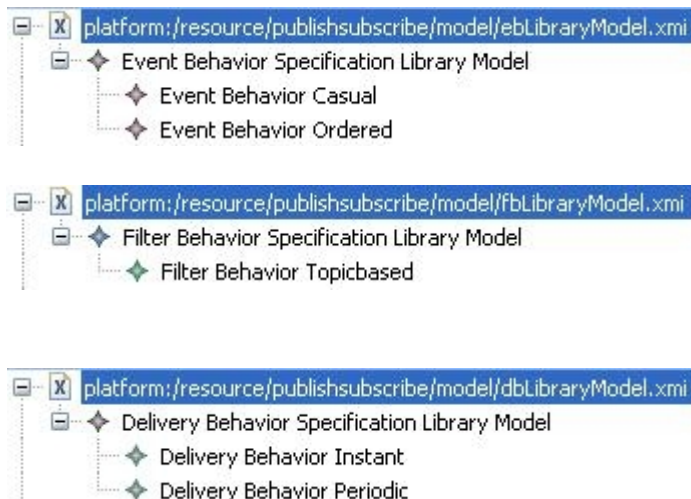 platform:/resource/publishsubscribe/model/ebLibraryModel.xmi
Event Behavior Specification Library Model
Event Behavior Casual
Event Behavior Ordered
platform:/resource/publishsubscribe/model/fbLibraryModel.xmi
Filter Behavior Specification Library Model
Filter Behavior Topicbased
platform:/resource/publishsubscribe/model/dbLibraryModel.xmi
Delivery Behavior Specification Library Model
Delivery Behavior Instant
Delivery Behavior Periodic